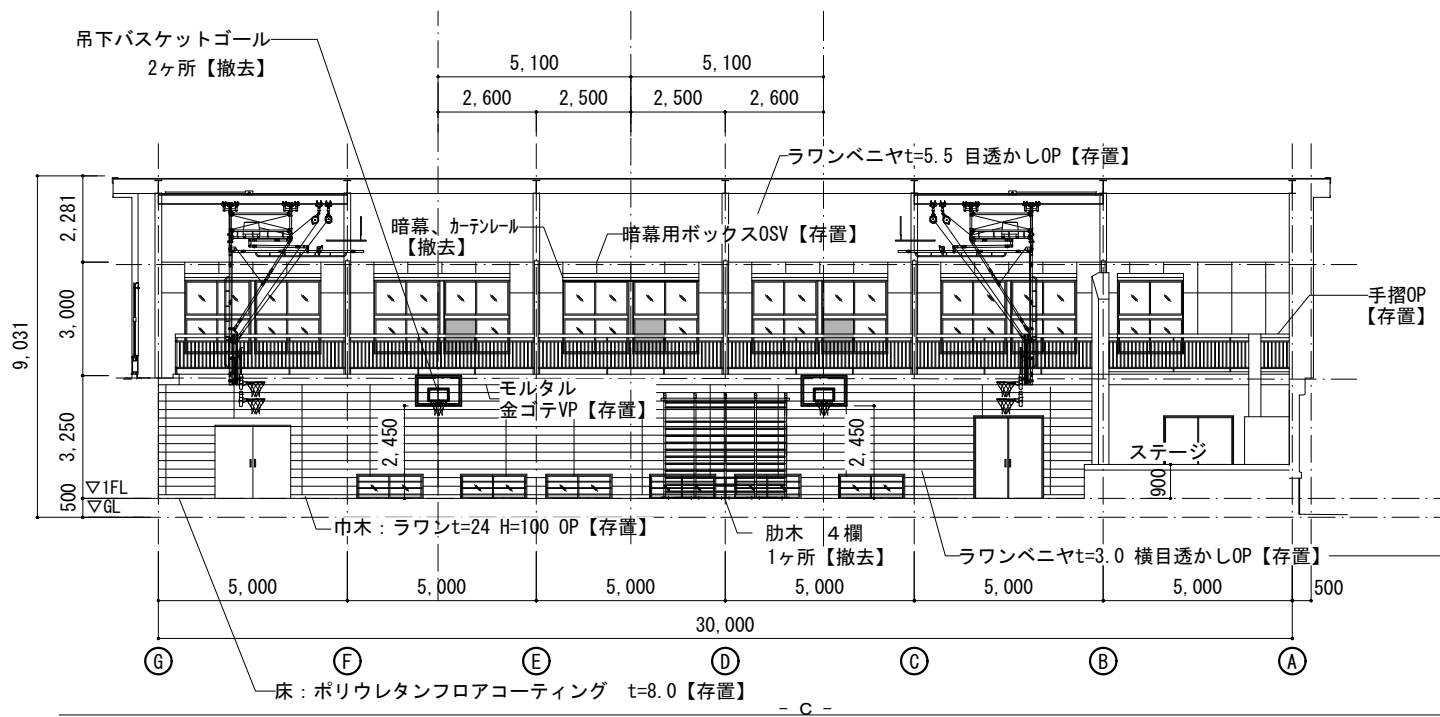 吊下バスケットゴール
2ヶ所【撤去】
5,100
5,100
2,600
2,500
2,500
2,600
ラワンベニヤt=5.5 目透かしOP【存置】
暗幕、カーテンレール
【撤去】
暗幕用ボックスOSV【存置】
手摺OP
【存置】
2,281
3,000
9,031
3,250
500
モルタル
金ゴテVP【存置】
2,450
2,450
ステージ
900
▽1FL
▽GL
巾木：ラワンt=24 H=100 OP【存置】
肋木　４欄
1ヶ所【撤去】
ラワンベニヤt=3.0 横目透かしOP【存置】
5,000
5,000
5,000
5,000
5,000
5,000
500
30,000
G
F
E
D
C
B
A
床：ポリウレタンフロアコーティング　t=8.0【存置】
- C -